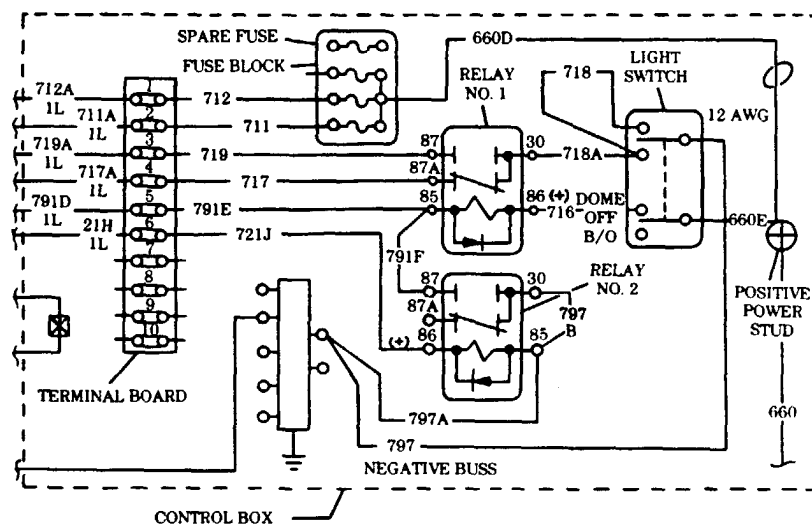 SPARE FUSE
660D
FUSE BLOCK
RELAY NO. 1
718
LIGHT SWITCH
12 AWG
712A
1L
1
712
711A
1L
2
711
719A
1L
3
719
87
30
718A
717A
1L
4
717
87A
791D
1L
5
791E
85
86 (+)
716
DOME
OFF
B/O
660E
21H
1L
6
721J
791F
7
87
30
RELAY NO. 2
8
87A
797
B
POSITIVE POWER STUD
9
86
(+)
85
10
TERMINAL BOARD
797A
660
797
NEGATIVE BUSS
CONTROL BOX